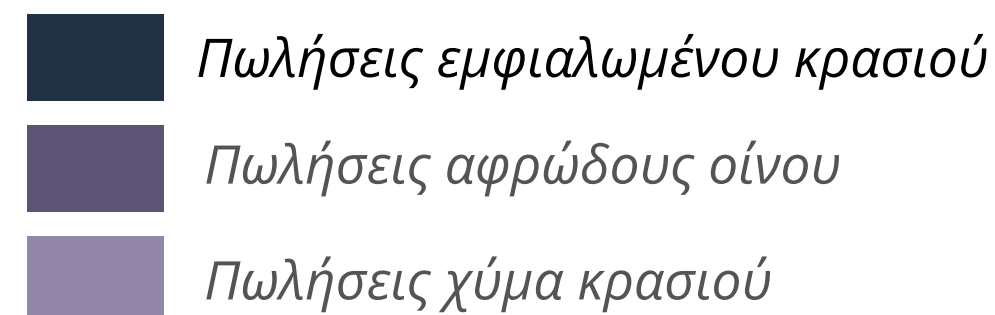 Πωλήσεις εμφιαλωμένου κρασιού
Πωλήσεις αφρώδους οίνου
Πωλήσεις χύμα κρασιού